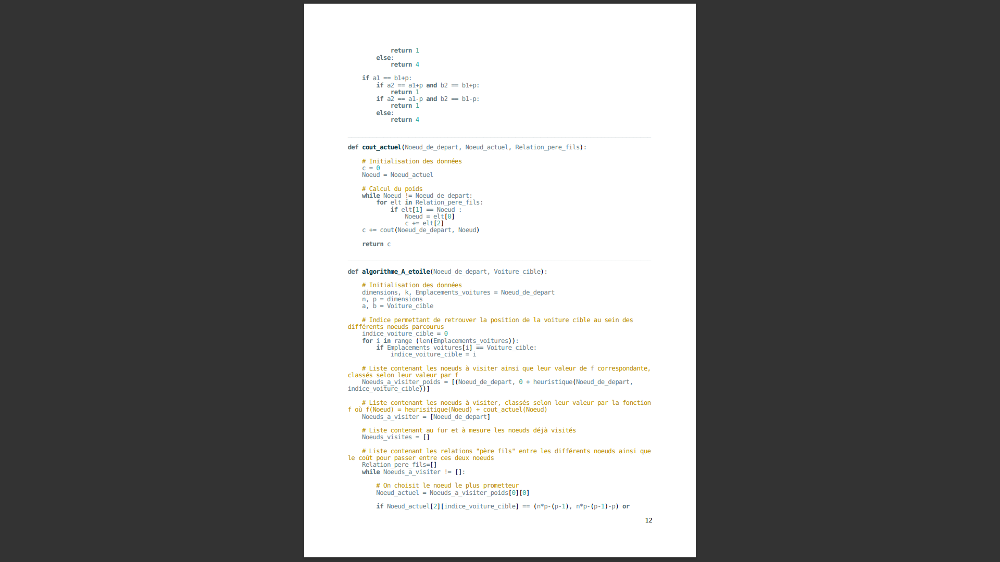 return 1
        else:
            return 4
    if a1 == b1+p:
        if a2 == a1+p and b2 == b1+p:
            return 1
        if a2 == a1-p and b2 == b1-p:
            return 1
        else:
            return 4
def cout_actuel(Noeud_de_depart, Noeud_actuel, Relation_pere_fils):
    # Initialisation des données
    c = 0
    Noeud = Noeud_actuel
    # Calcul du poids
    while Noeud != Noeud_de_depart:
        for elt in Relation_pere_fils:
            if elt[1] == Noeud :
                Noeud = elt[0]
                c += elt[2]
    c += cout(Noeud_de_depart, Noeud)
    return c
def algorithme_A_etoile(Noeud_de_depart, Voiture_cible):
    # Initialisation des données
    dimensions, k, Emplacements_voitures = Noeud_de_depart
    n, p = dimensions
    a, b = Voiture_cible
    # Indice permettant de retrouver la position de la voiture cible au sein des
différents noeuds parcourus
    indice_voiture_cible = 0
    for i in range (len(Emplacements_voitures)):
        if Emplacements_voitures[i] == Voiture_cible:
            indice_voiture_cible = i
    # Liste contenant les noeuds à visiter ainsi que leur valeur de f correspondante,
classés selon leur valeur par f
    Noeuds_a_visiter_poids = [(Noeud_de_depart, 0 + heuristique(Noeud_de_depart,
indice_voiture_cible))]
    # Liste contenant les noeuds à visiter, classés selon leur valeur par la fonction
f où f(Noeud) = heurisitique(Noeud) + cout_actuel(Noeud)
    Noeuds_a_visiter = [Noeud_de_depart]
    # Liste contenant au fur et à mesure les noeuds déjà visités
    Noeuds_visites = []
    # Liste contenant les relations "père fils" entre les différents noeuds ainsi que
le coût pour passer entre ces deux noeuds
    Relation_pere_fils=[]
    while Noeuds_a_visiter != []:
        # On choisit le noeud le plus prometteur
        Noeud_actuel = Noeuds_a_visiter_poids[0][0]
        if Noeud_actuel[2][indice_voiture_cible] == (n*p-(p-1), n*p-(p-1)-p) or
12